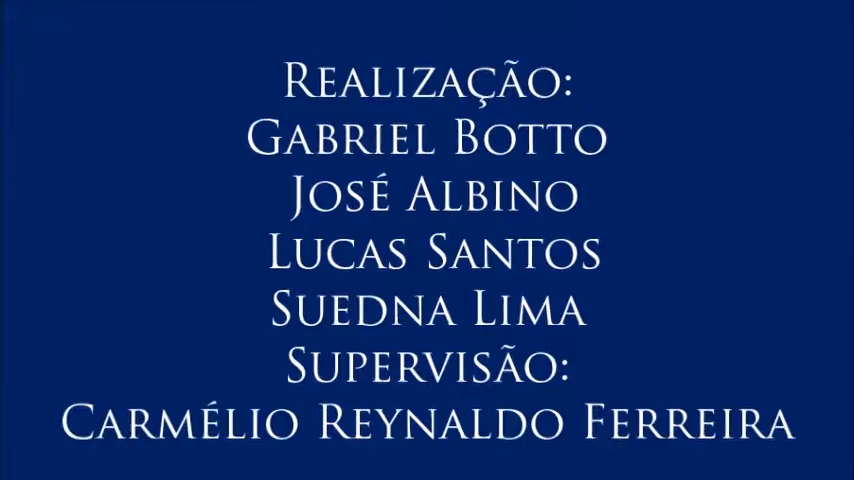 Realização:
Gabriel Botto
José Albino
Lucas Santos
Suedna Lima
Supervisão:
Carmélio Reynaldo Ferreira